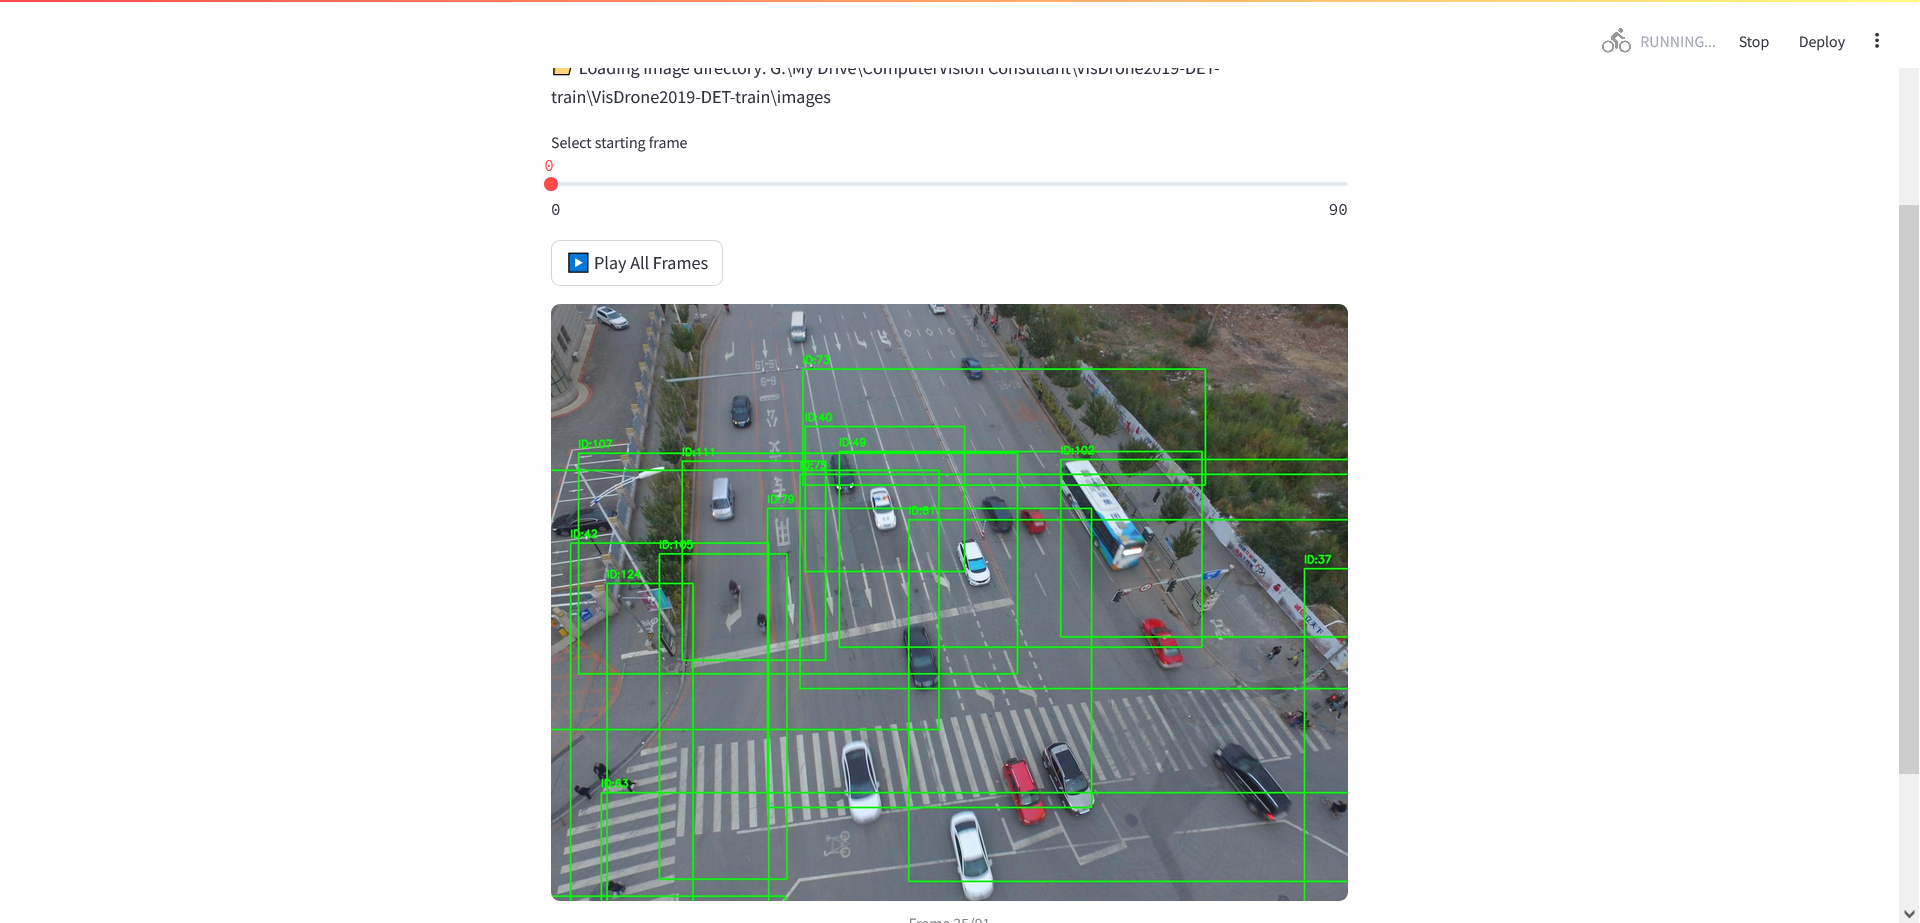 RUNNING...
Stop
Deploy
Loading image directory: G:\My Drive\ComputerVision Consultant\VisDrone2019-DET-
train\VisDrone2019-DET-train\images
Select starting frame
0
0
90
Play All Frames
ID:73
ID:40
ID:49
ID:107
ID:111
ID:102
ID:75
ID:79
ID:61
ID:42
ID:105
ID:37
ID:124
ID:63
Frame 25/91